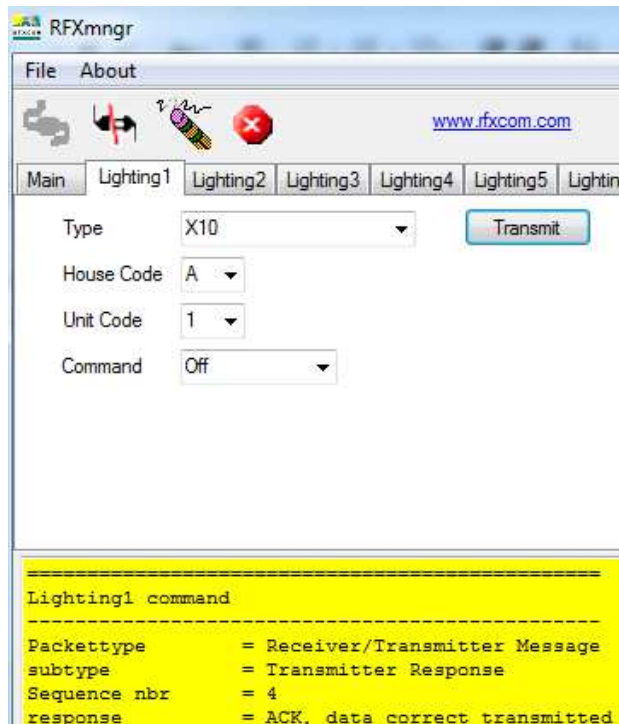 RFXmngr
File About
www.rfxcom.com
Main Lighting1 Lighting2 Lighting3 Lighting4 Lighting5 Lightin
Type X10 Transmit
House Code A
Unit Code 1
Command Off
================================================
Lighting1 command
------------------------------------------------
Packettype = Receiver/Transmitter Message
subtype = Transmitter Response
Sequence nbr = 4
response = ACK, data correct transmitted